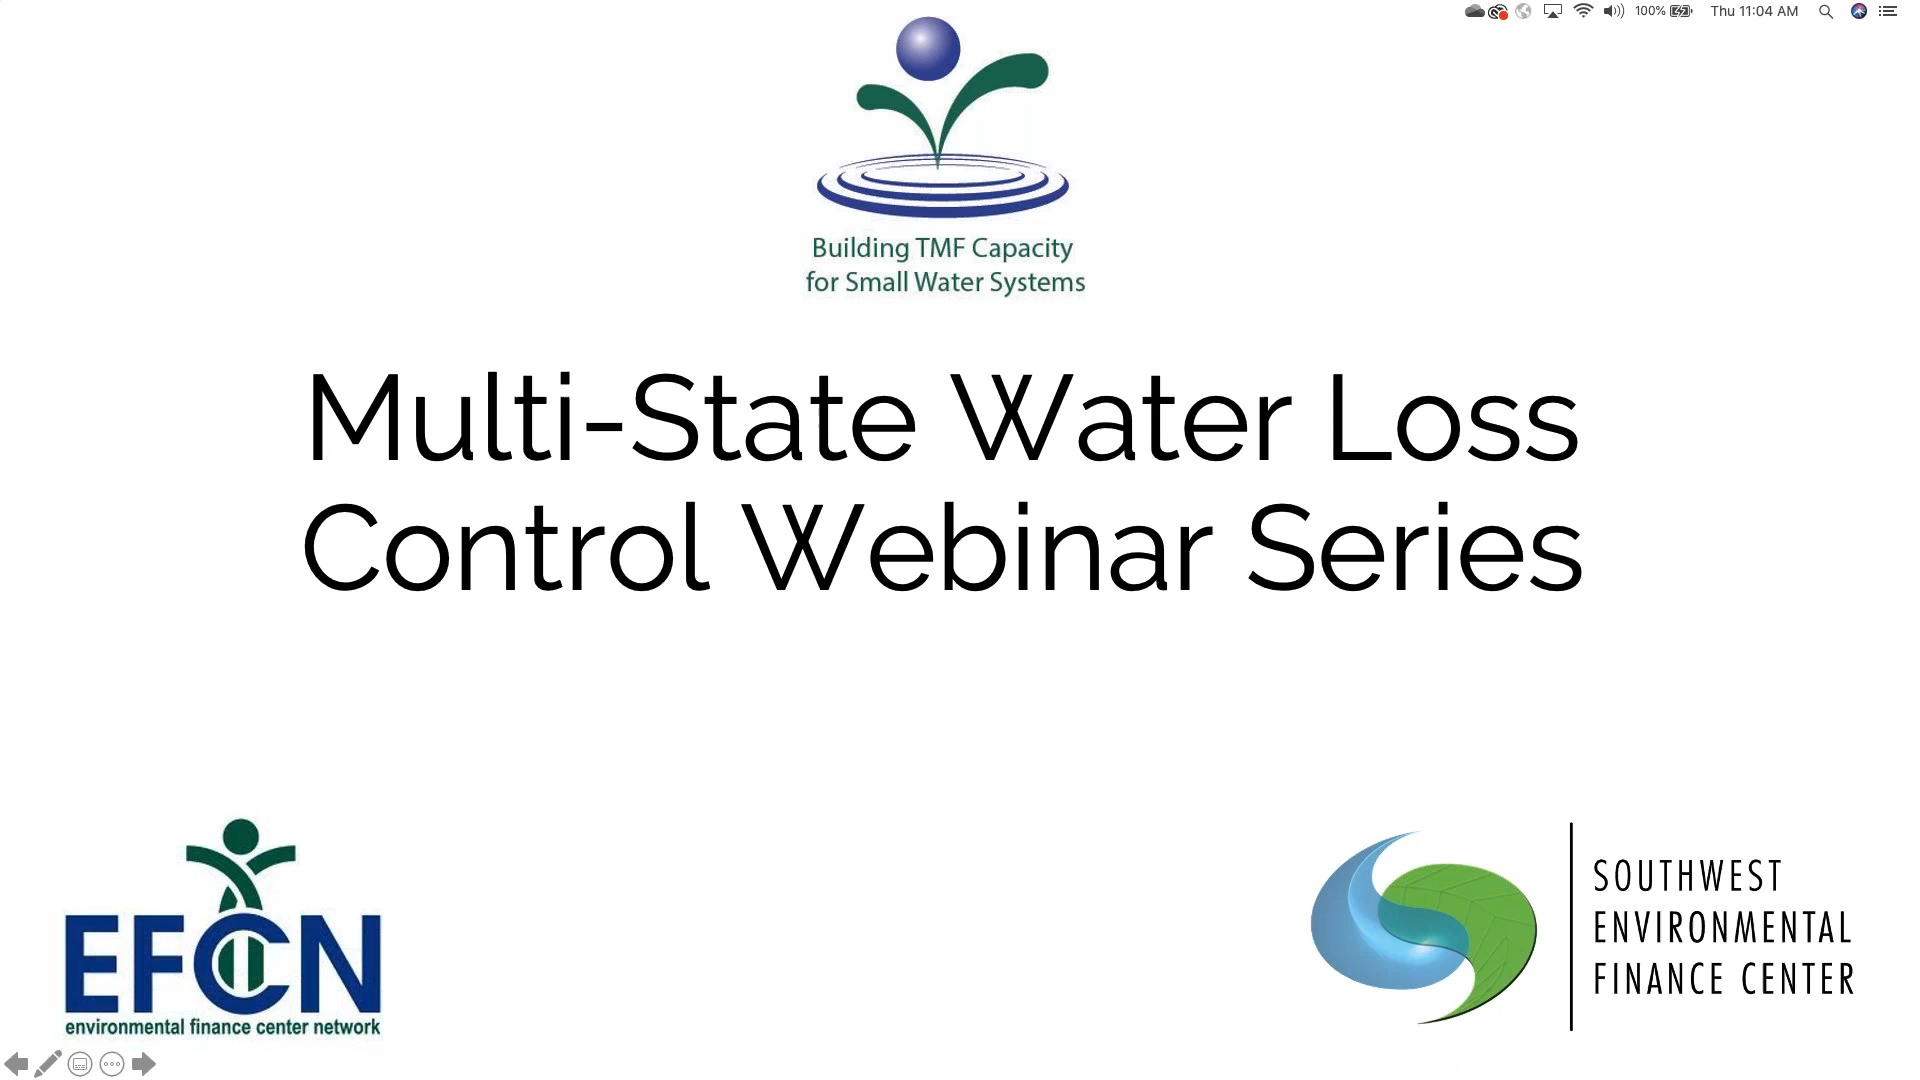 100%
Thu 11:04 AM
Building TMF Capacity
for Small Water Systems
Multi-State Water Loss
Control Webinar Series
EFCN
environmental finance center network
SOUTHWEST
ENVIRONMENTAL
FINANCE CENTER